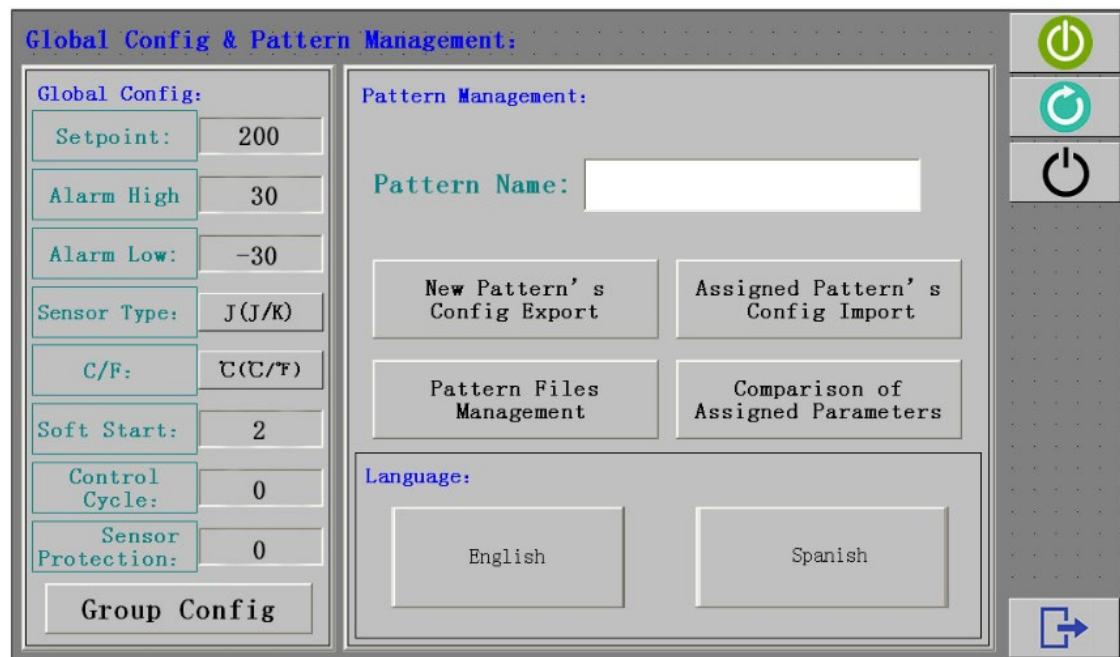 Global Config & Pattern Management:
Global Config:
Setpoint: 200
Alarm High 30
Alarm Low: -30
Sensor Type: J(J/K)
C/F: ℃(℃/℉)
Soft Start: 2
Control
Cycle: 0
Sensor
Protection: 0
Group Config
Pattern Management:
Pattern Name:
New Pattern's
Config Export
Assigned Pattern's
Config Import
Pattern Files
Management
Comparison of
Assigned Parameters
Language:
English
Spanish